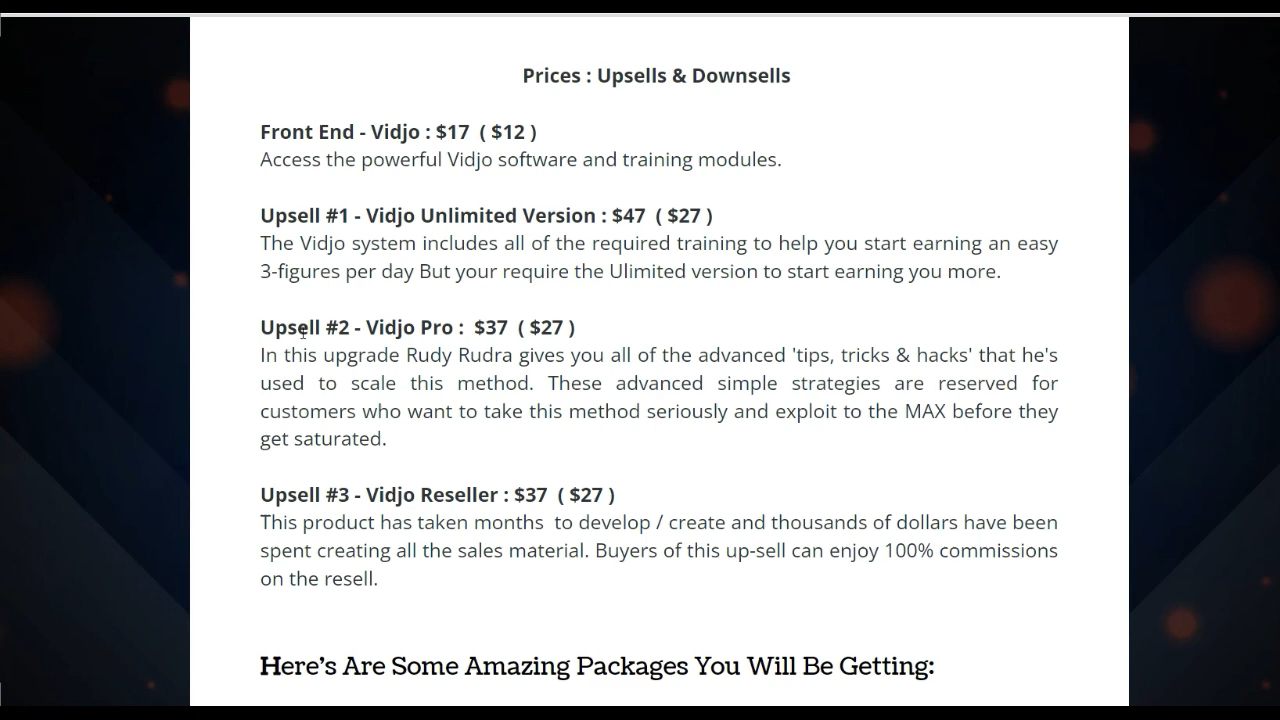 Prices : Upsells & Downsells
Front End - Vidjo : $17 ( $12 )
Access the powerful Vidjo software and training modules.
Upsell #1 - Vidjo Unlimited Version : $47 ( $27 )
The Vidjo system includes all of the required training to help you start earning an easy
3-figures per day But your require the Ulimited version to start earning you more.
Upsell #2 - Vidjo Pro : $37 ( $27 )
In this upgrade Rudy Rudra gives you all of the advanced 'tips, tricks & hacks' that he's
used to scale this method. These advanced simple strategies are reserved for
customers who want to take this method seriously and exploit to the MAX before they
get saturated.
Upsell #3 - Vidjo Reseller : $37 ( $27 )
This product has taken months to develop / create and thousands of dollars have been
spent creating all the sales material. Buyers of this up-sell can enjoy 100% commissions
on the resell.
Here’s Are Some Amazing Packages You Will Be Getting: